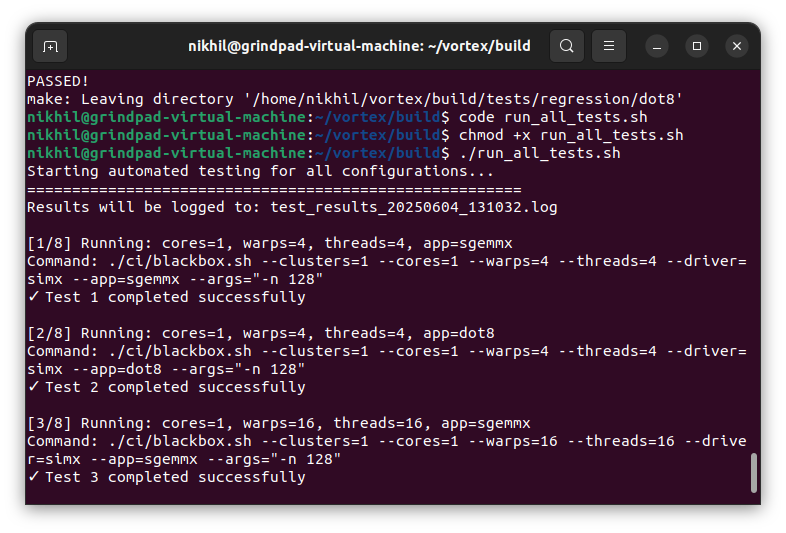 nikhil@grindpad-virtual-machine: ~/vortex/build
PASSED!
make: Leaving directory '/home/nikhil/vortex/build/tests/regression/dot8'
nikhil@grindpad-virtual-machine:~/vortex/build$ code run_all_tests.sh
nikhil@grindpad-virtual-machine:~/vortex/build$ chmod +x run_all_tests.sh
nikhil@grindpad-virtual-machine:~/vortex/build$ ./run_all_tests.sh
Starting automated testing for all configurations...
=======================================================
Results will be logged to: test_results_20250604_131032.log
[1/8] Running: cores=1, warps=4, threads=4, app=sgemmx
Command: ./ci/blackbox.sh --clusters=1 --cores=1 --warps=4 --threads=4 --driver=
simx --app=sgemmx --args="-n 128"
✓ Test 1 completed successfully
[2/8] Running: cores=1, warps=4, threads=4, app=dot8
Command: ./ci/blackbox.sh --clusters=1 --cores=1 --warps=4 --threads=4 --driver=
simx --app=dot8 --args="-n 128"
✓ Test 2 completed successfully
[3/8] Running: cores=1, warps=16, threads=16, app=sgemmx
Command: ./ci/blackbox.sh --clusters=1 --cores=1 --warps=16 --threads=16 --drive
r=simx --app=sgemmx --args="-n 128"
✓ Test 3 completed successfully